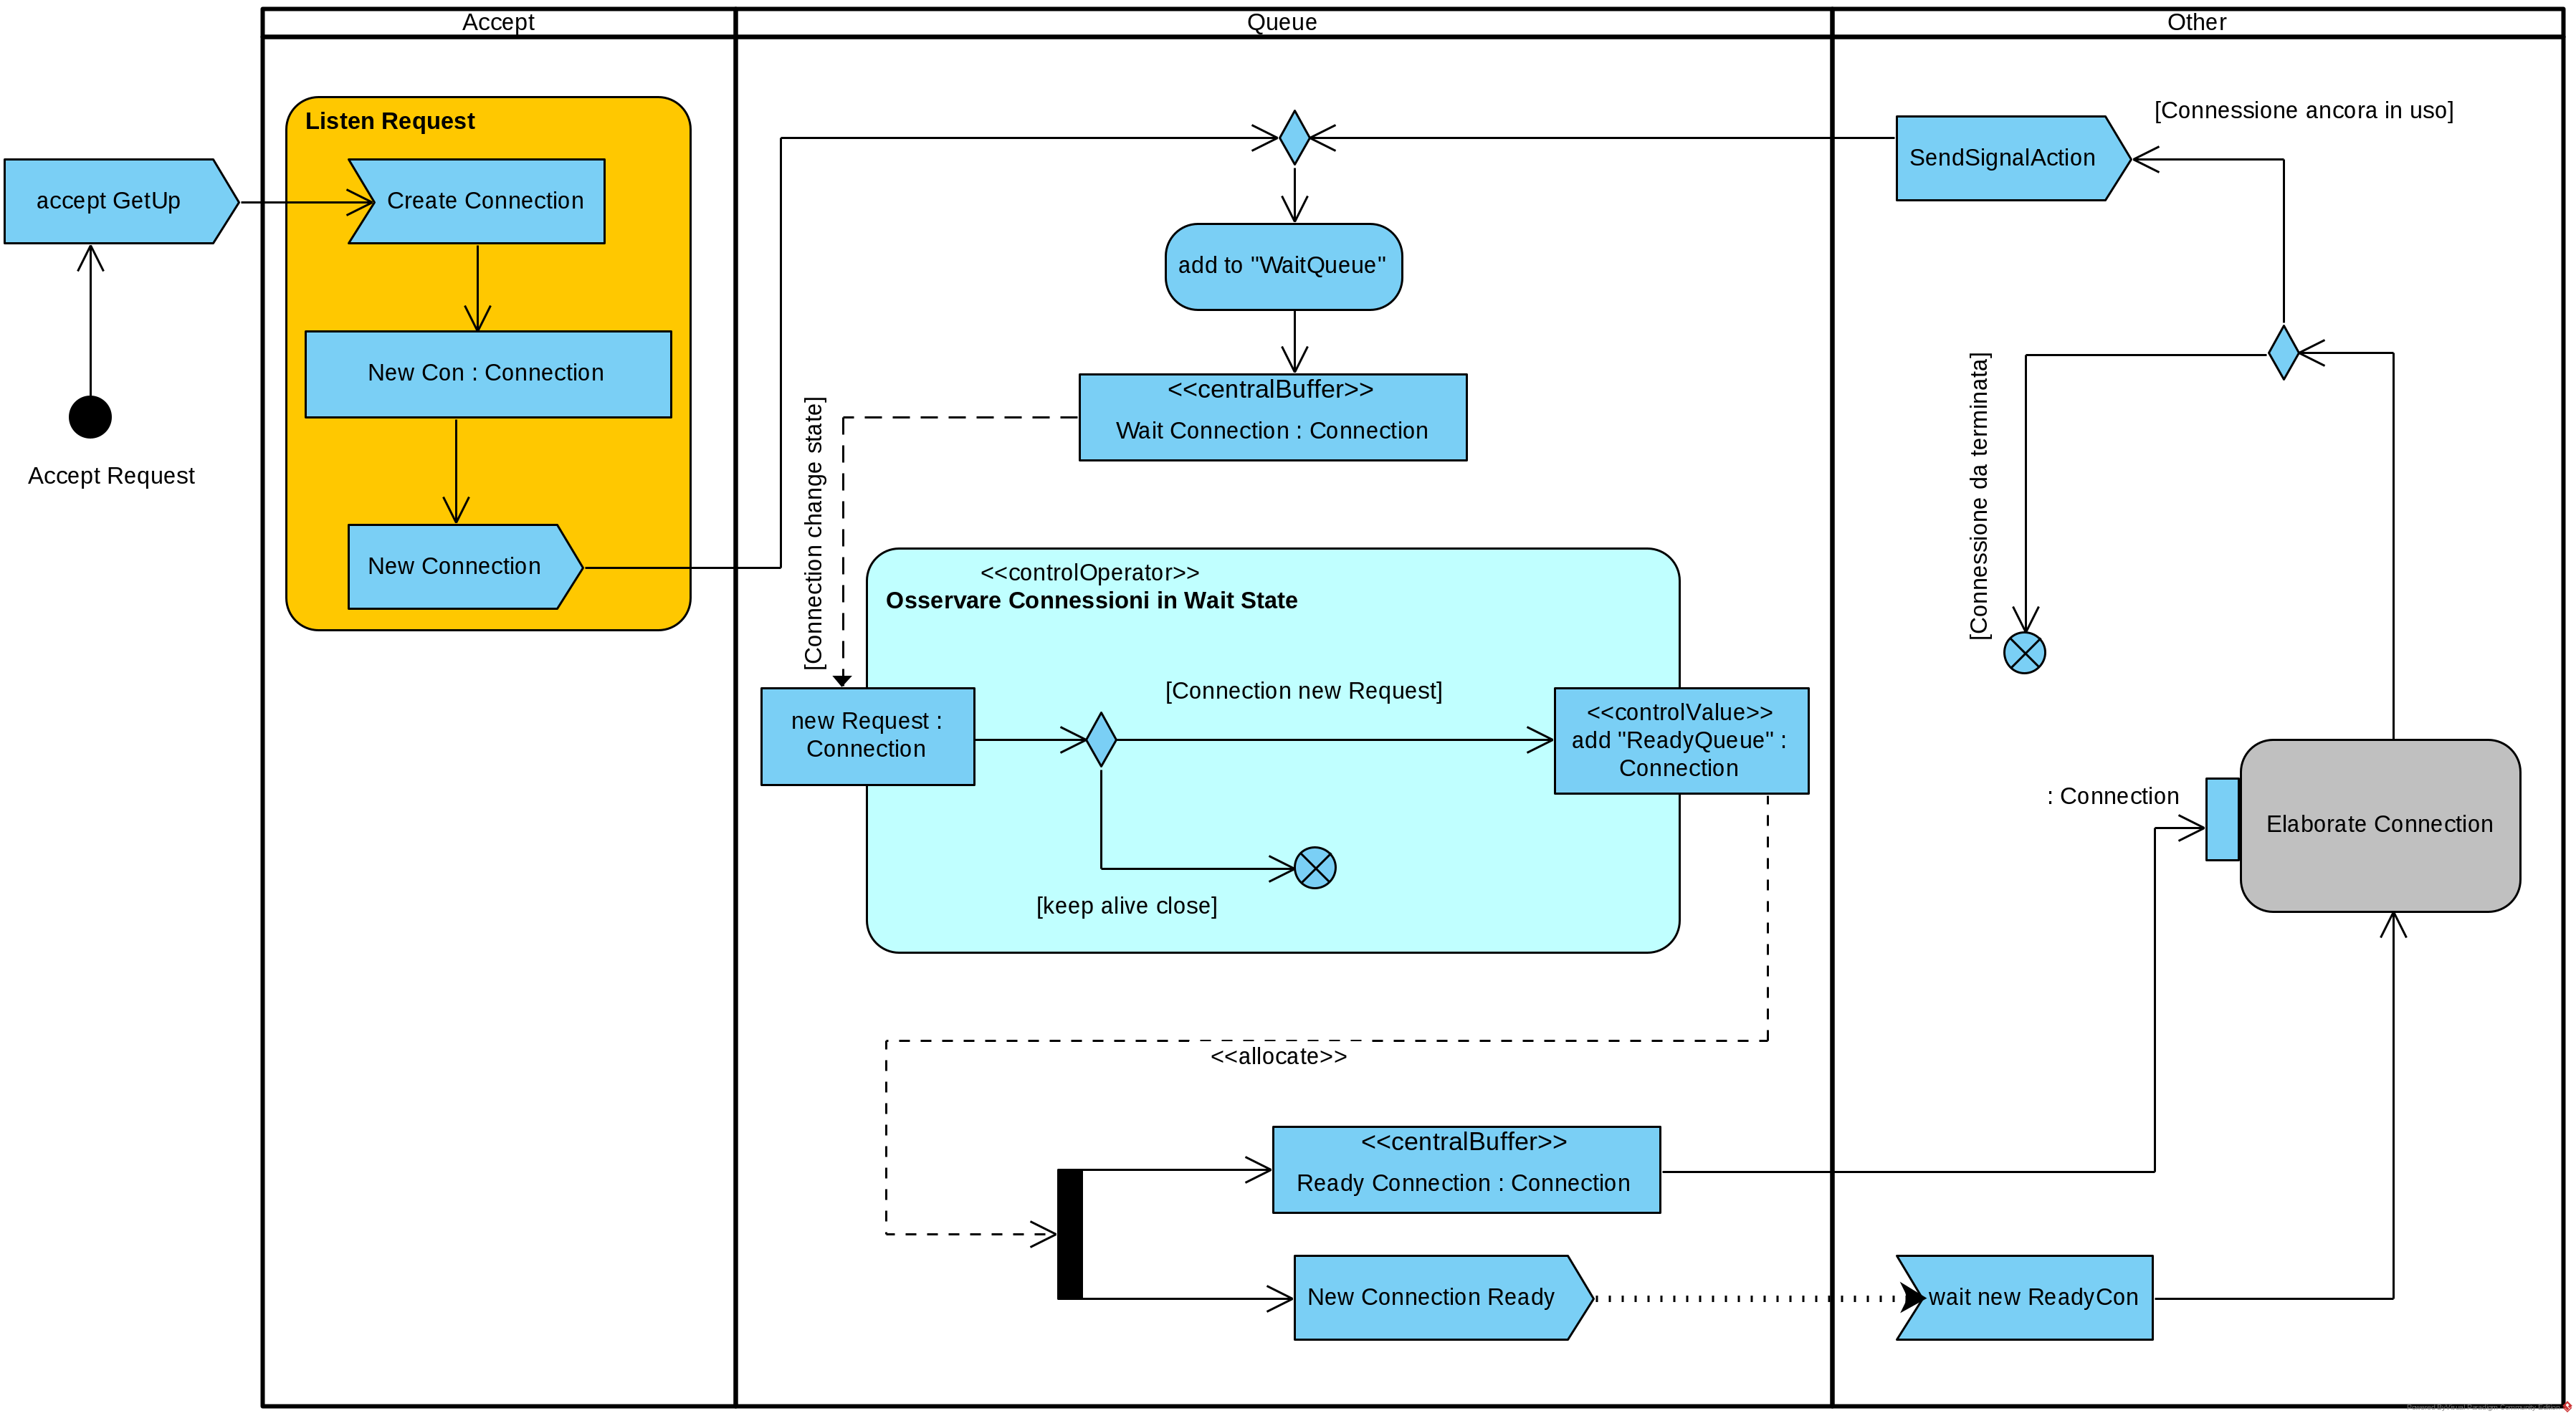 Accept
Queue
Other
Listen Request
accept GetUp
Create Connection
New Con : Connection
New Connection
Accept Request
add to "WaitQueue"
<<centralBuffer>>
Wait Connection : Connection
[Connection change state]
<<controlOperator>>
Osservare Connessioni in Wait State
new Request :
Connection
[Connection new Request]
<<controlValue>>
add "ReadyQueue" :
Connection
[keep alive close]
<<allocate>>
<<centralBuffer>>
Ready Connection : Connection
New Connection Ready
SendSignalAction
[Connessione ancora in uso]
[Connessione da terminata]
: Connection
Elaborate Connection
wait new ReadyCon